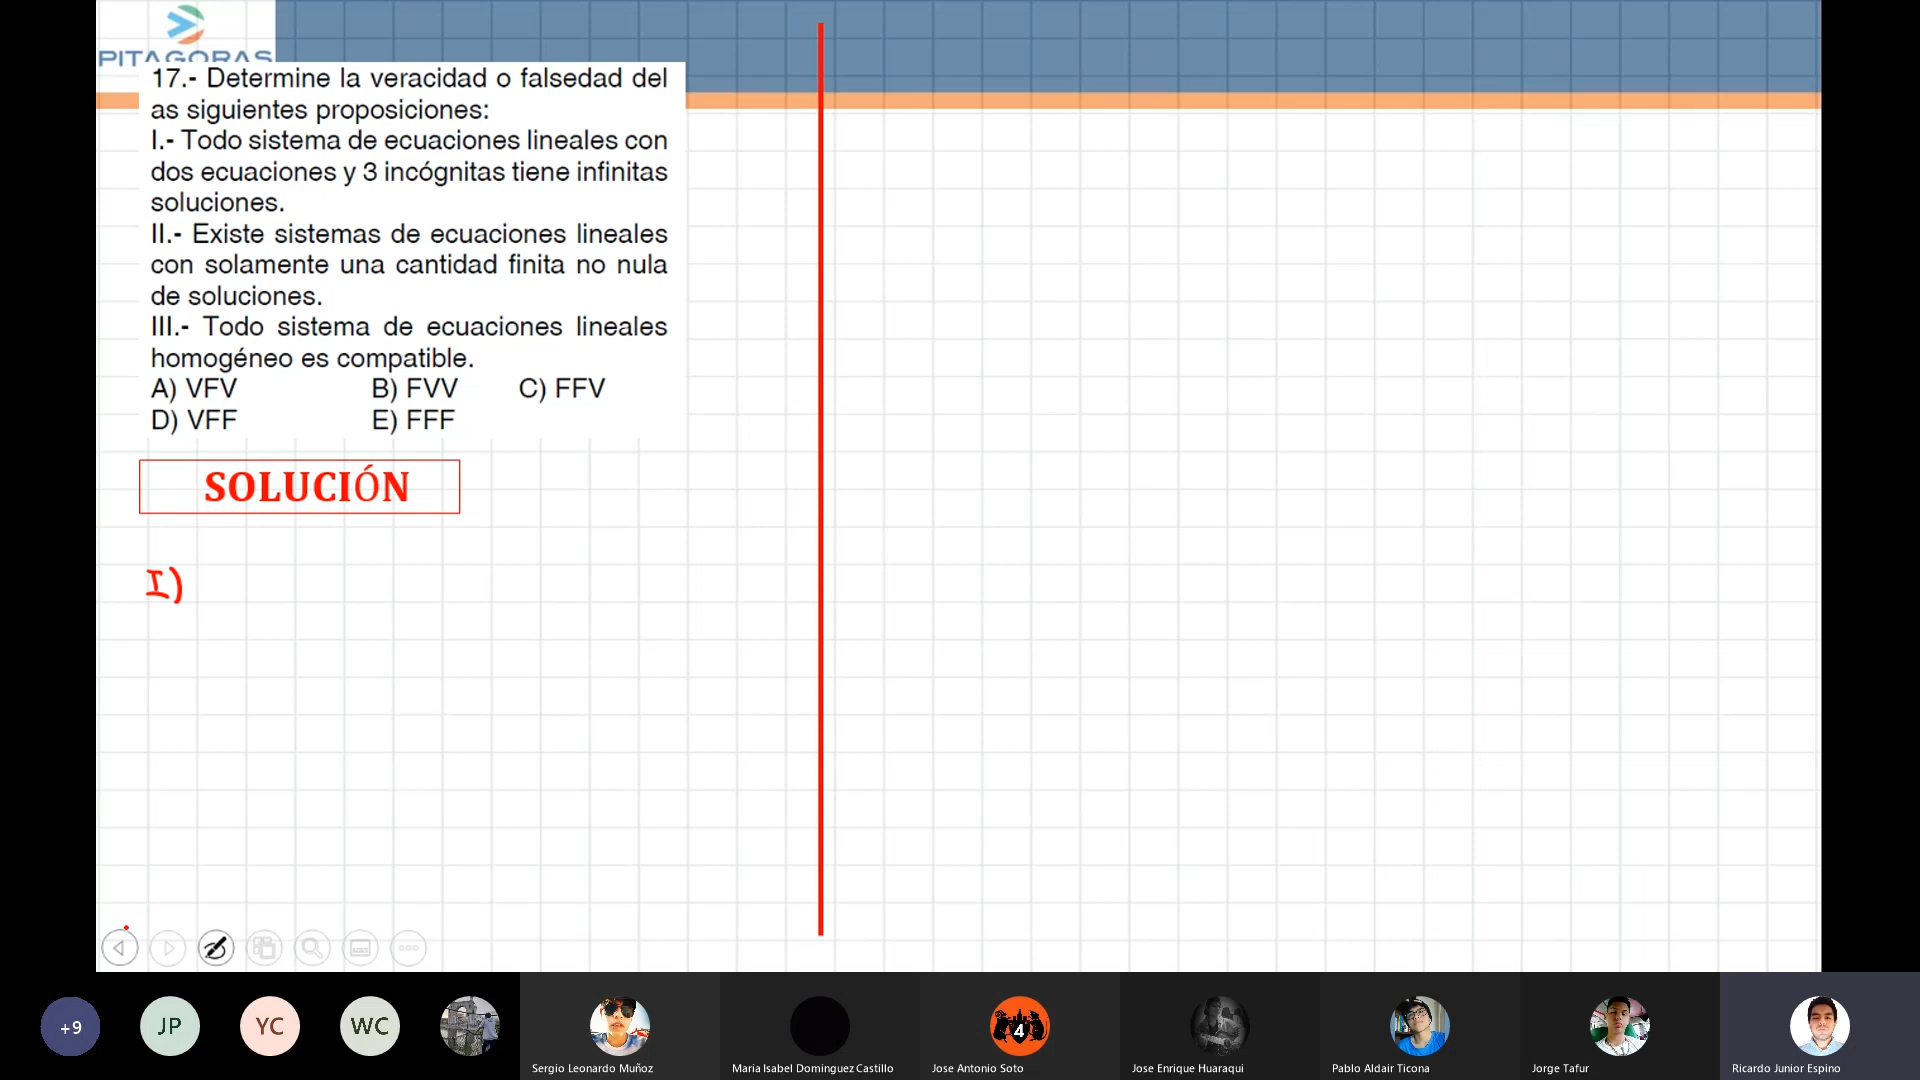 PITAGORAS
17.- Determine la veracidad o falsedad del
as siguientes proposiciones:
I.- Todo sistema de ecuaciones lineales con
dos ecuaciones y 3 incógnitas tiene infinitas
soluciones.
II.- Existe sistemas de ecuaciones lineales
con solamente una cantidad finita no nula
de soluciones.
III.- Todo sistema de ecuaciones lineales
homogéneo es compatible.
A) VFV B) FVV C) FFV
D) VFF E) FFF
SOLUCIÓN
I)
+9
JP
YC
WC
4
Sergio Leonardo Muñoz
Maria Isabel Dominguez Castillo
Jose Antonio Soto
Jose Enrique Huaraqui
Pablo Aldair Ticona
Jorge Tafur
Ricardo Junior Espino